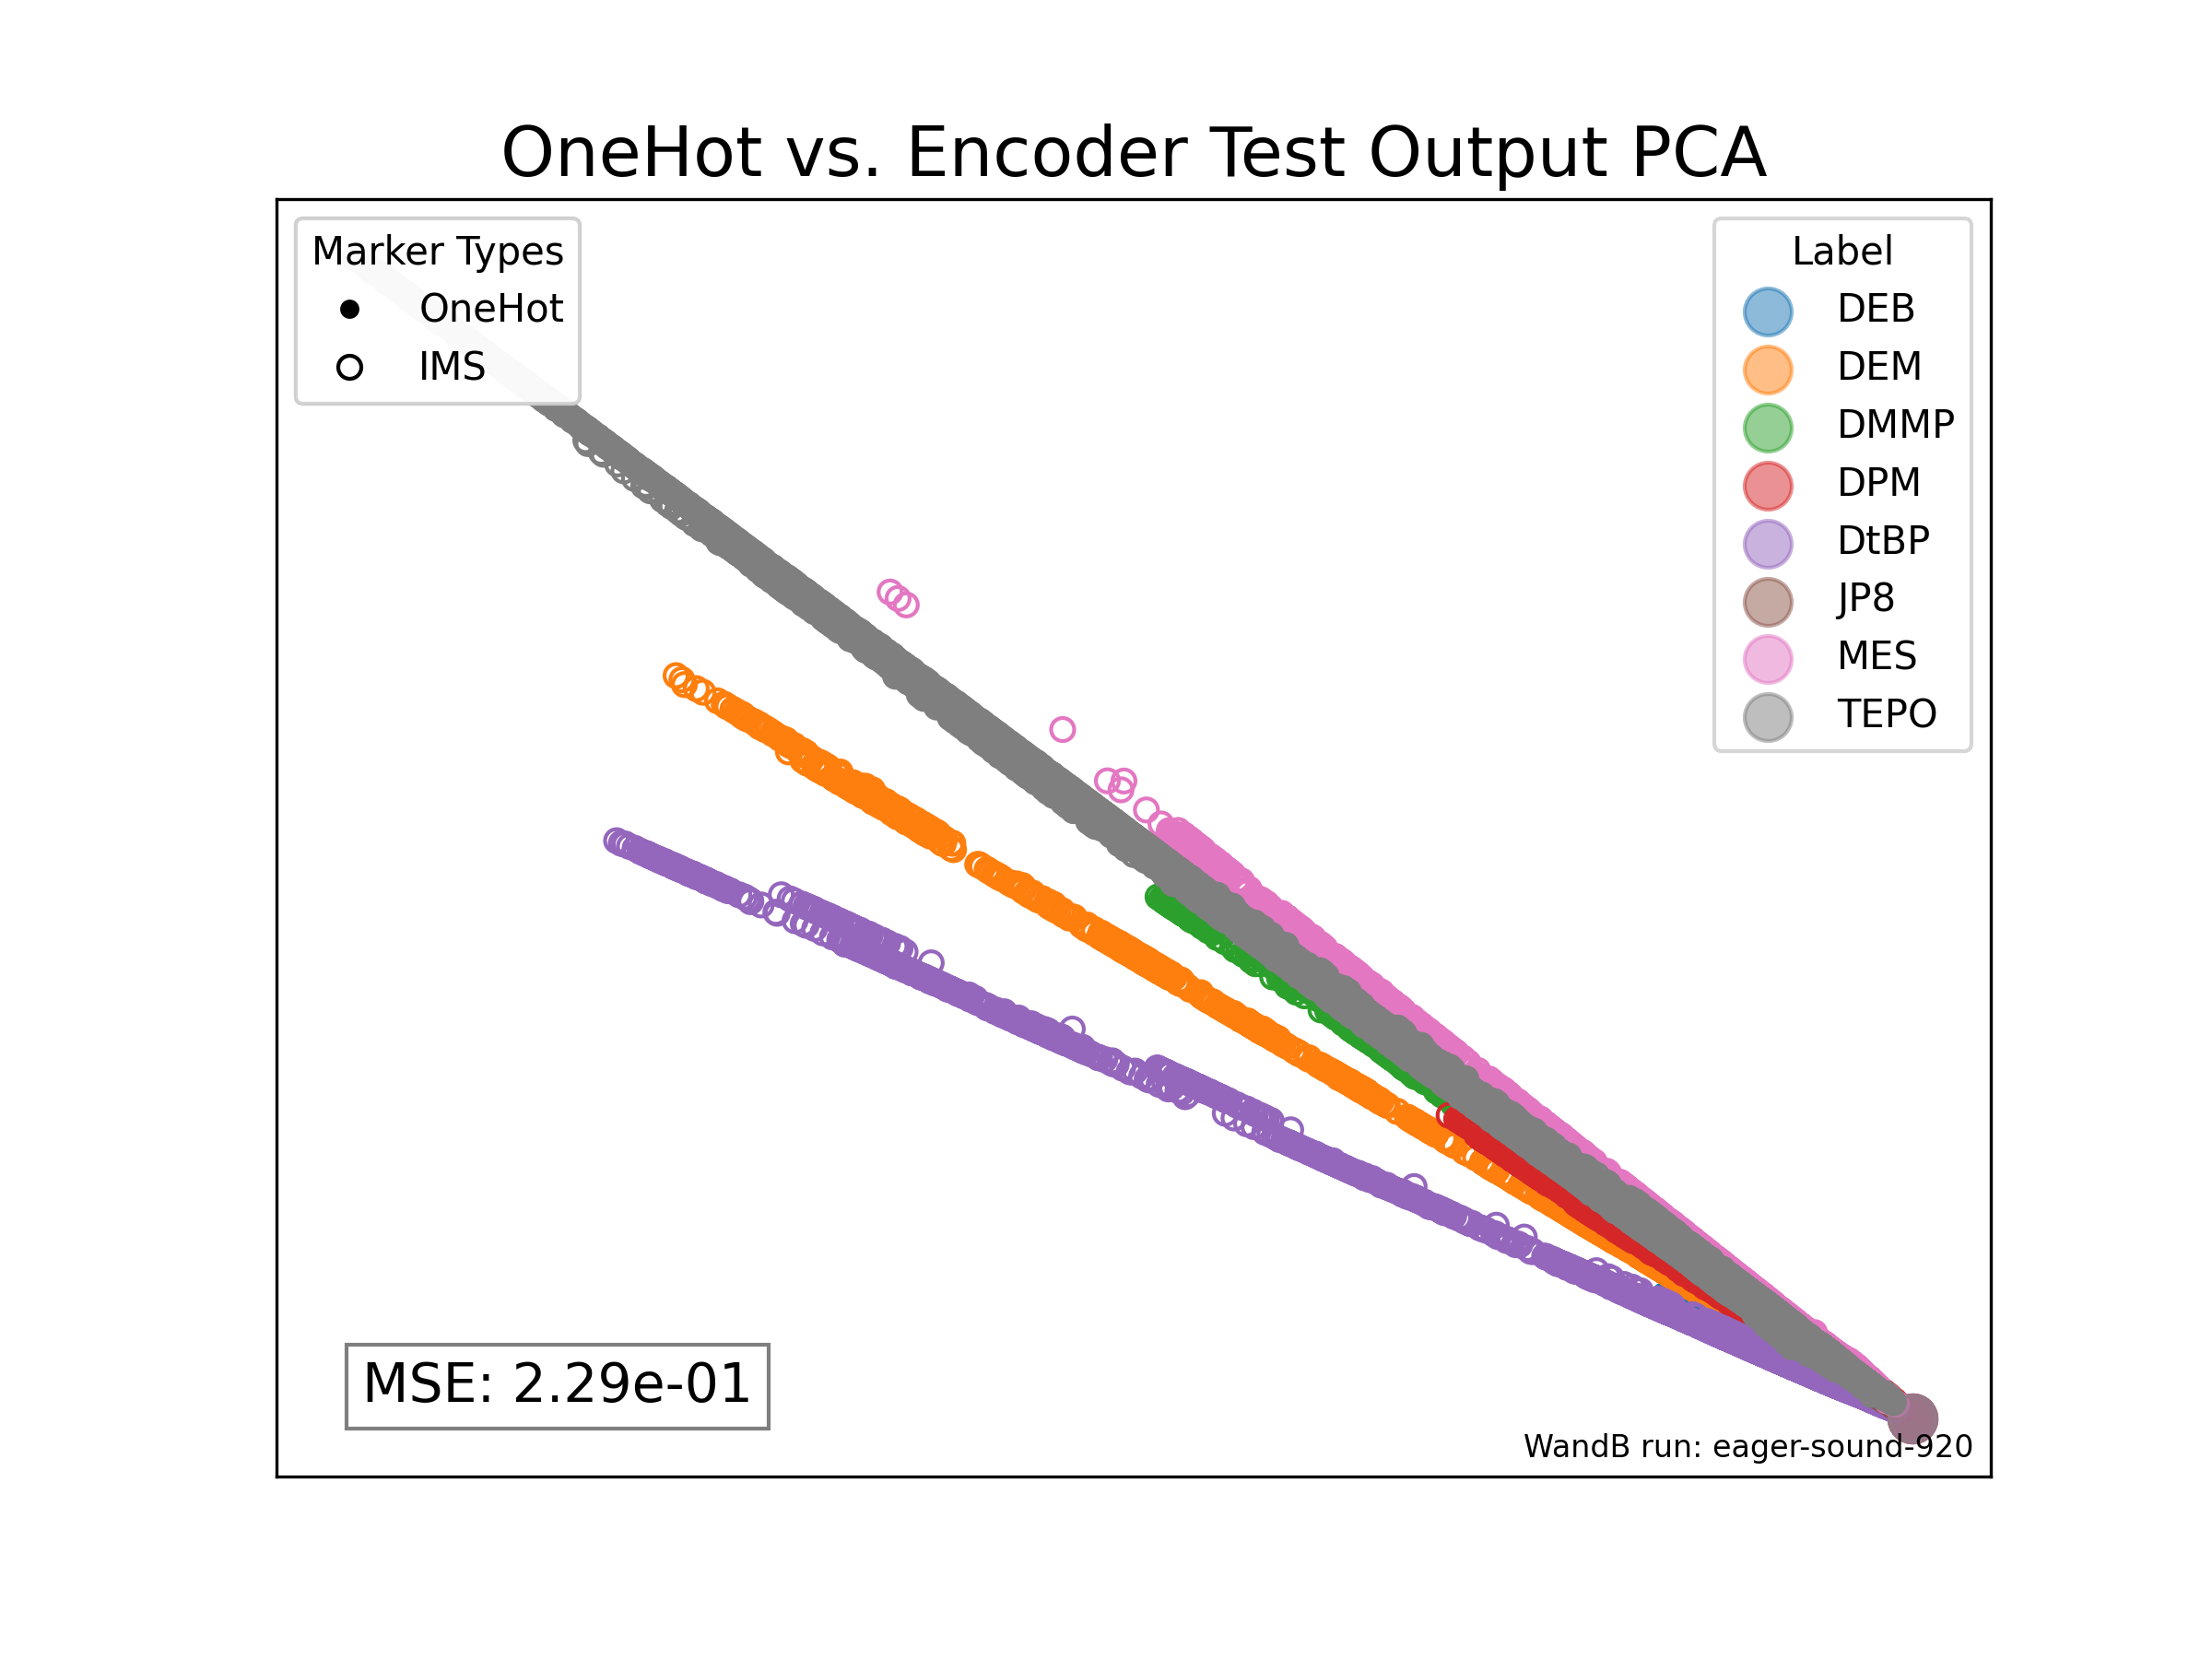 OneHot vs. Encoder Test Output PCA
Marker Types
OneHot
IMS
Label
DEB
DEM
DMMP
DPM
DtBP
JP8
MES
TEPO
MSE: 2.29e-01
WandB run: eager-sound-920